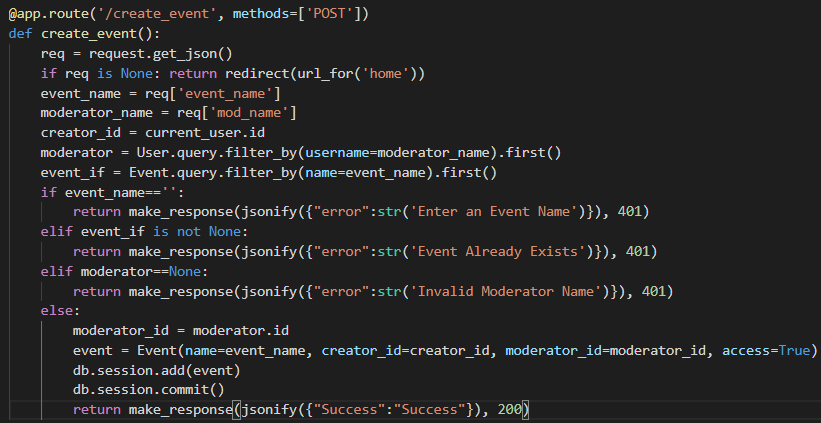 @app.route('/create_event', methods=['POST'])
def create_event():
    req = request.get_json()
    if req is None: return redirect(url_for('home'))
    event_name = req['event_name']
    moderator_name = req['mod_name']
    creator_id = current_user.id
    moderator = User.query.filter_by(username=moderator_name).first()
    event_if = Event.query.filter_by(name=event_name).first()
    if event_name=='':
        return make_response(jsonify({"error":str('Enter an Event Name')}), 401)
    elif event_if is not None:
        return make_response(jsonify({"error":str('Event Already Exists')}), 401)
    elif moderator==None:
        return make_response(jsonify({"error":str('Invalid Moderator Name')}), 401)
    else:
        moderator_id = moderator.id
        event = Event(name=event_name, creator_id=creator_id, moderator_id=moderator_id, access=True)
        db.session.add(event)
        db.session.commit()
        return make_response(jsonify({"Success":"Success"}), 200)